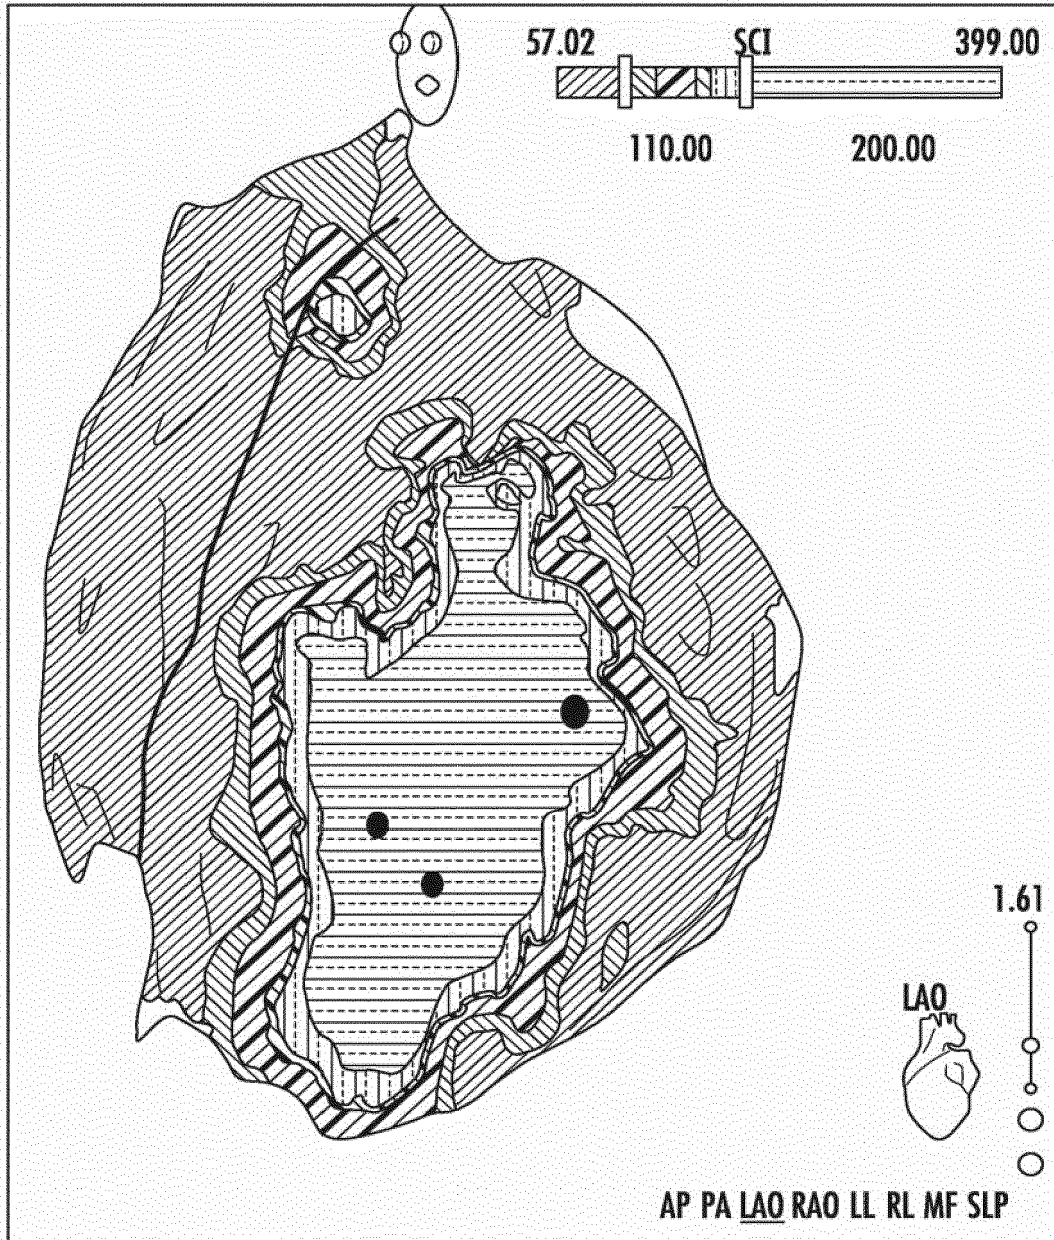 57.02 SCI 399.00
110.00 200.00
1.61
LAO
AP PA LAO RAO LL RL MF SLP